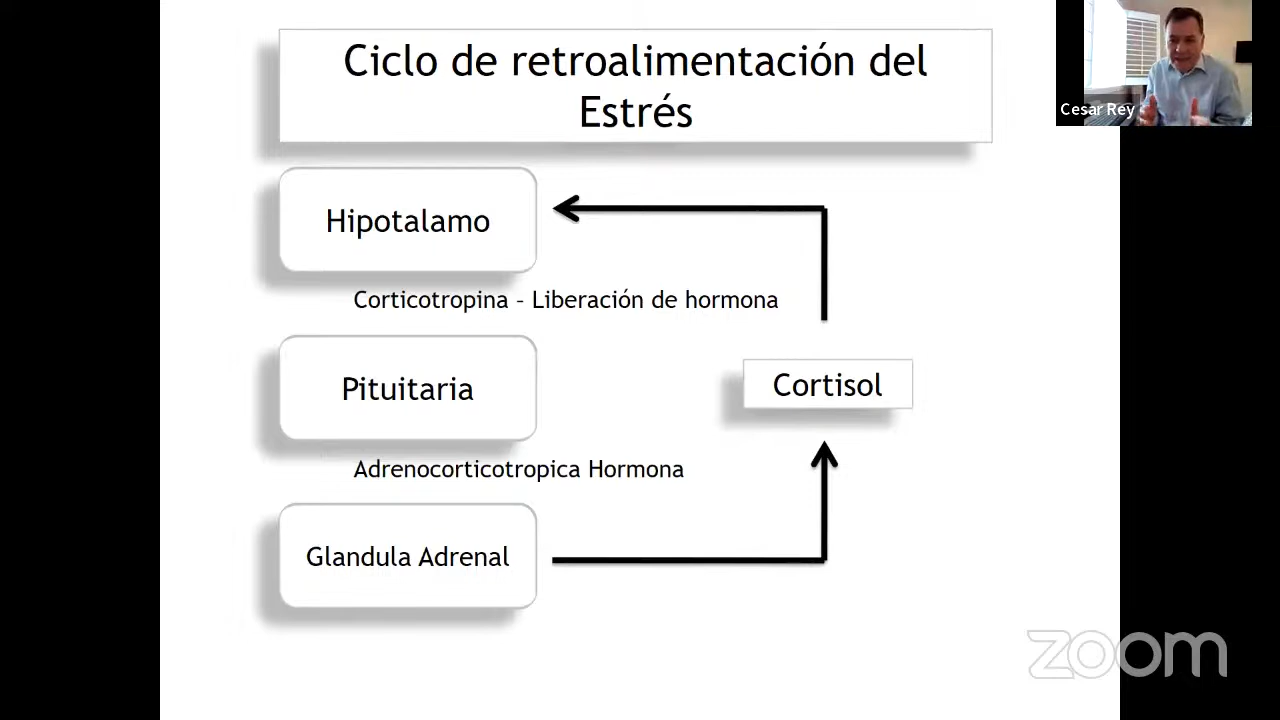 Ciclo de retroalimentación del
Estrés
Cesar Rey
Hipotalamo
Corticotropina – Liberación de hormona
Pituitaria
Cortisol
Adrenocorticotropica Hormona
Glandula Adrenal
zoom